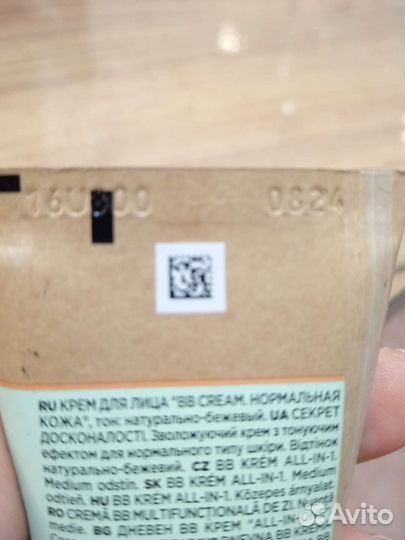 16U 00 0824
RU КРЕМ ДЛЯ ЛИЦА "BB CREAM. НОРМАЛЬНАЯ
КОЖА", тон: натурально-бежевый. UA СЕКРЕТ
ДОСКОНАЛОСТІ. Зволожуючий крем з тонуючим
ефектом для нормального типу шкіри. Відтінок
натурально-бежевий. CZ BB KRÉM ALL-IN-1.
Medium odstín. SK BB KRÉM ALL-IN-1. Medium
odtieň. HU BB KRÉM ALL-IN-1. Közepes árnyalat.
RO CREMĂ BB MULTIFUNCȚIONALĂ DE ZI. Nuanță
medie. BG ДНЕВЕН BB КРЕМ "ALL-IN-
Avito